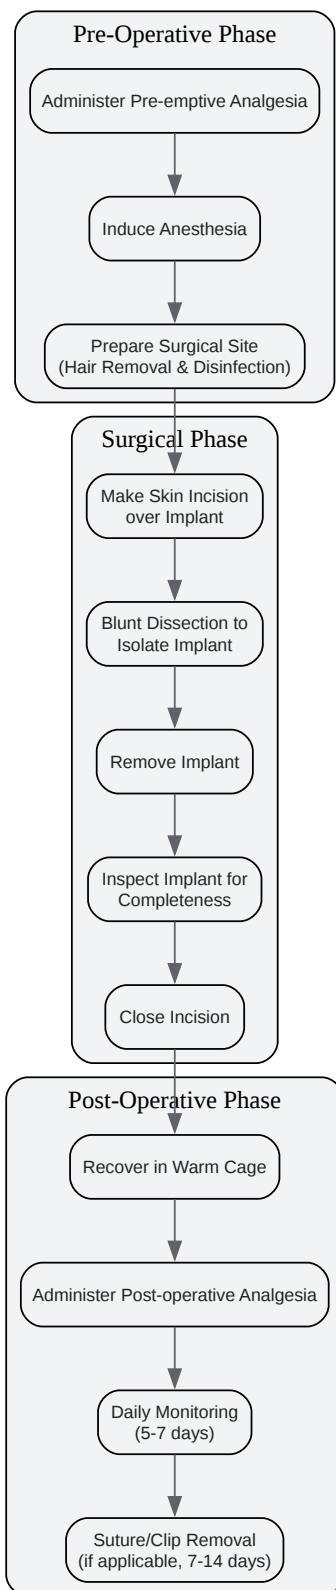 Pre-Operative Phase
Administer Pre-emptive Analgesia
Induce Anesthesia
Prepare Surgical Site
(Hair Removal & Disinfection)
Surgical Phase
Make Skin Incision
over Implant
Blunt Dissection to
Isolate Implant
Remove Implant
Inspect Implant for
Completeness
Close Incision
Post-Operative Phase
Recover in Warm Cage
Administer Post-operative Analgesia
Daily Monitoring
(5-7 days)
Suture/Clip Removal
(if applicable, 7-14 days)